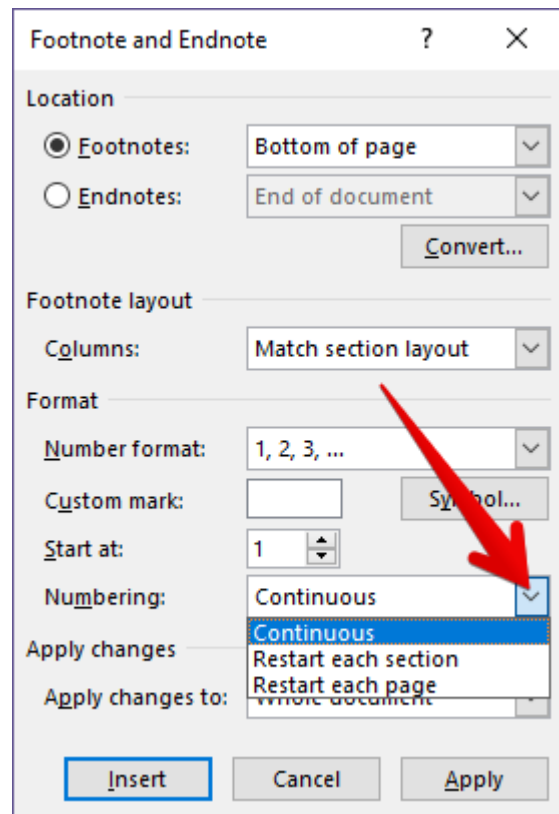 Footnote and Endnote ?
Location
Footnotes: Bottom of page
Endnotes: End of document
Convert...
Footnote layout
Columns: Match section layout
Format
Number format: 1, 2, 3, ...
Custom mark:
Start at: 1
Numbering: Continuous
Continuous
Restart each section
Apply changes
Restart each page
Apply changes to: document
Insert Cancel Apply